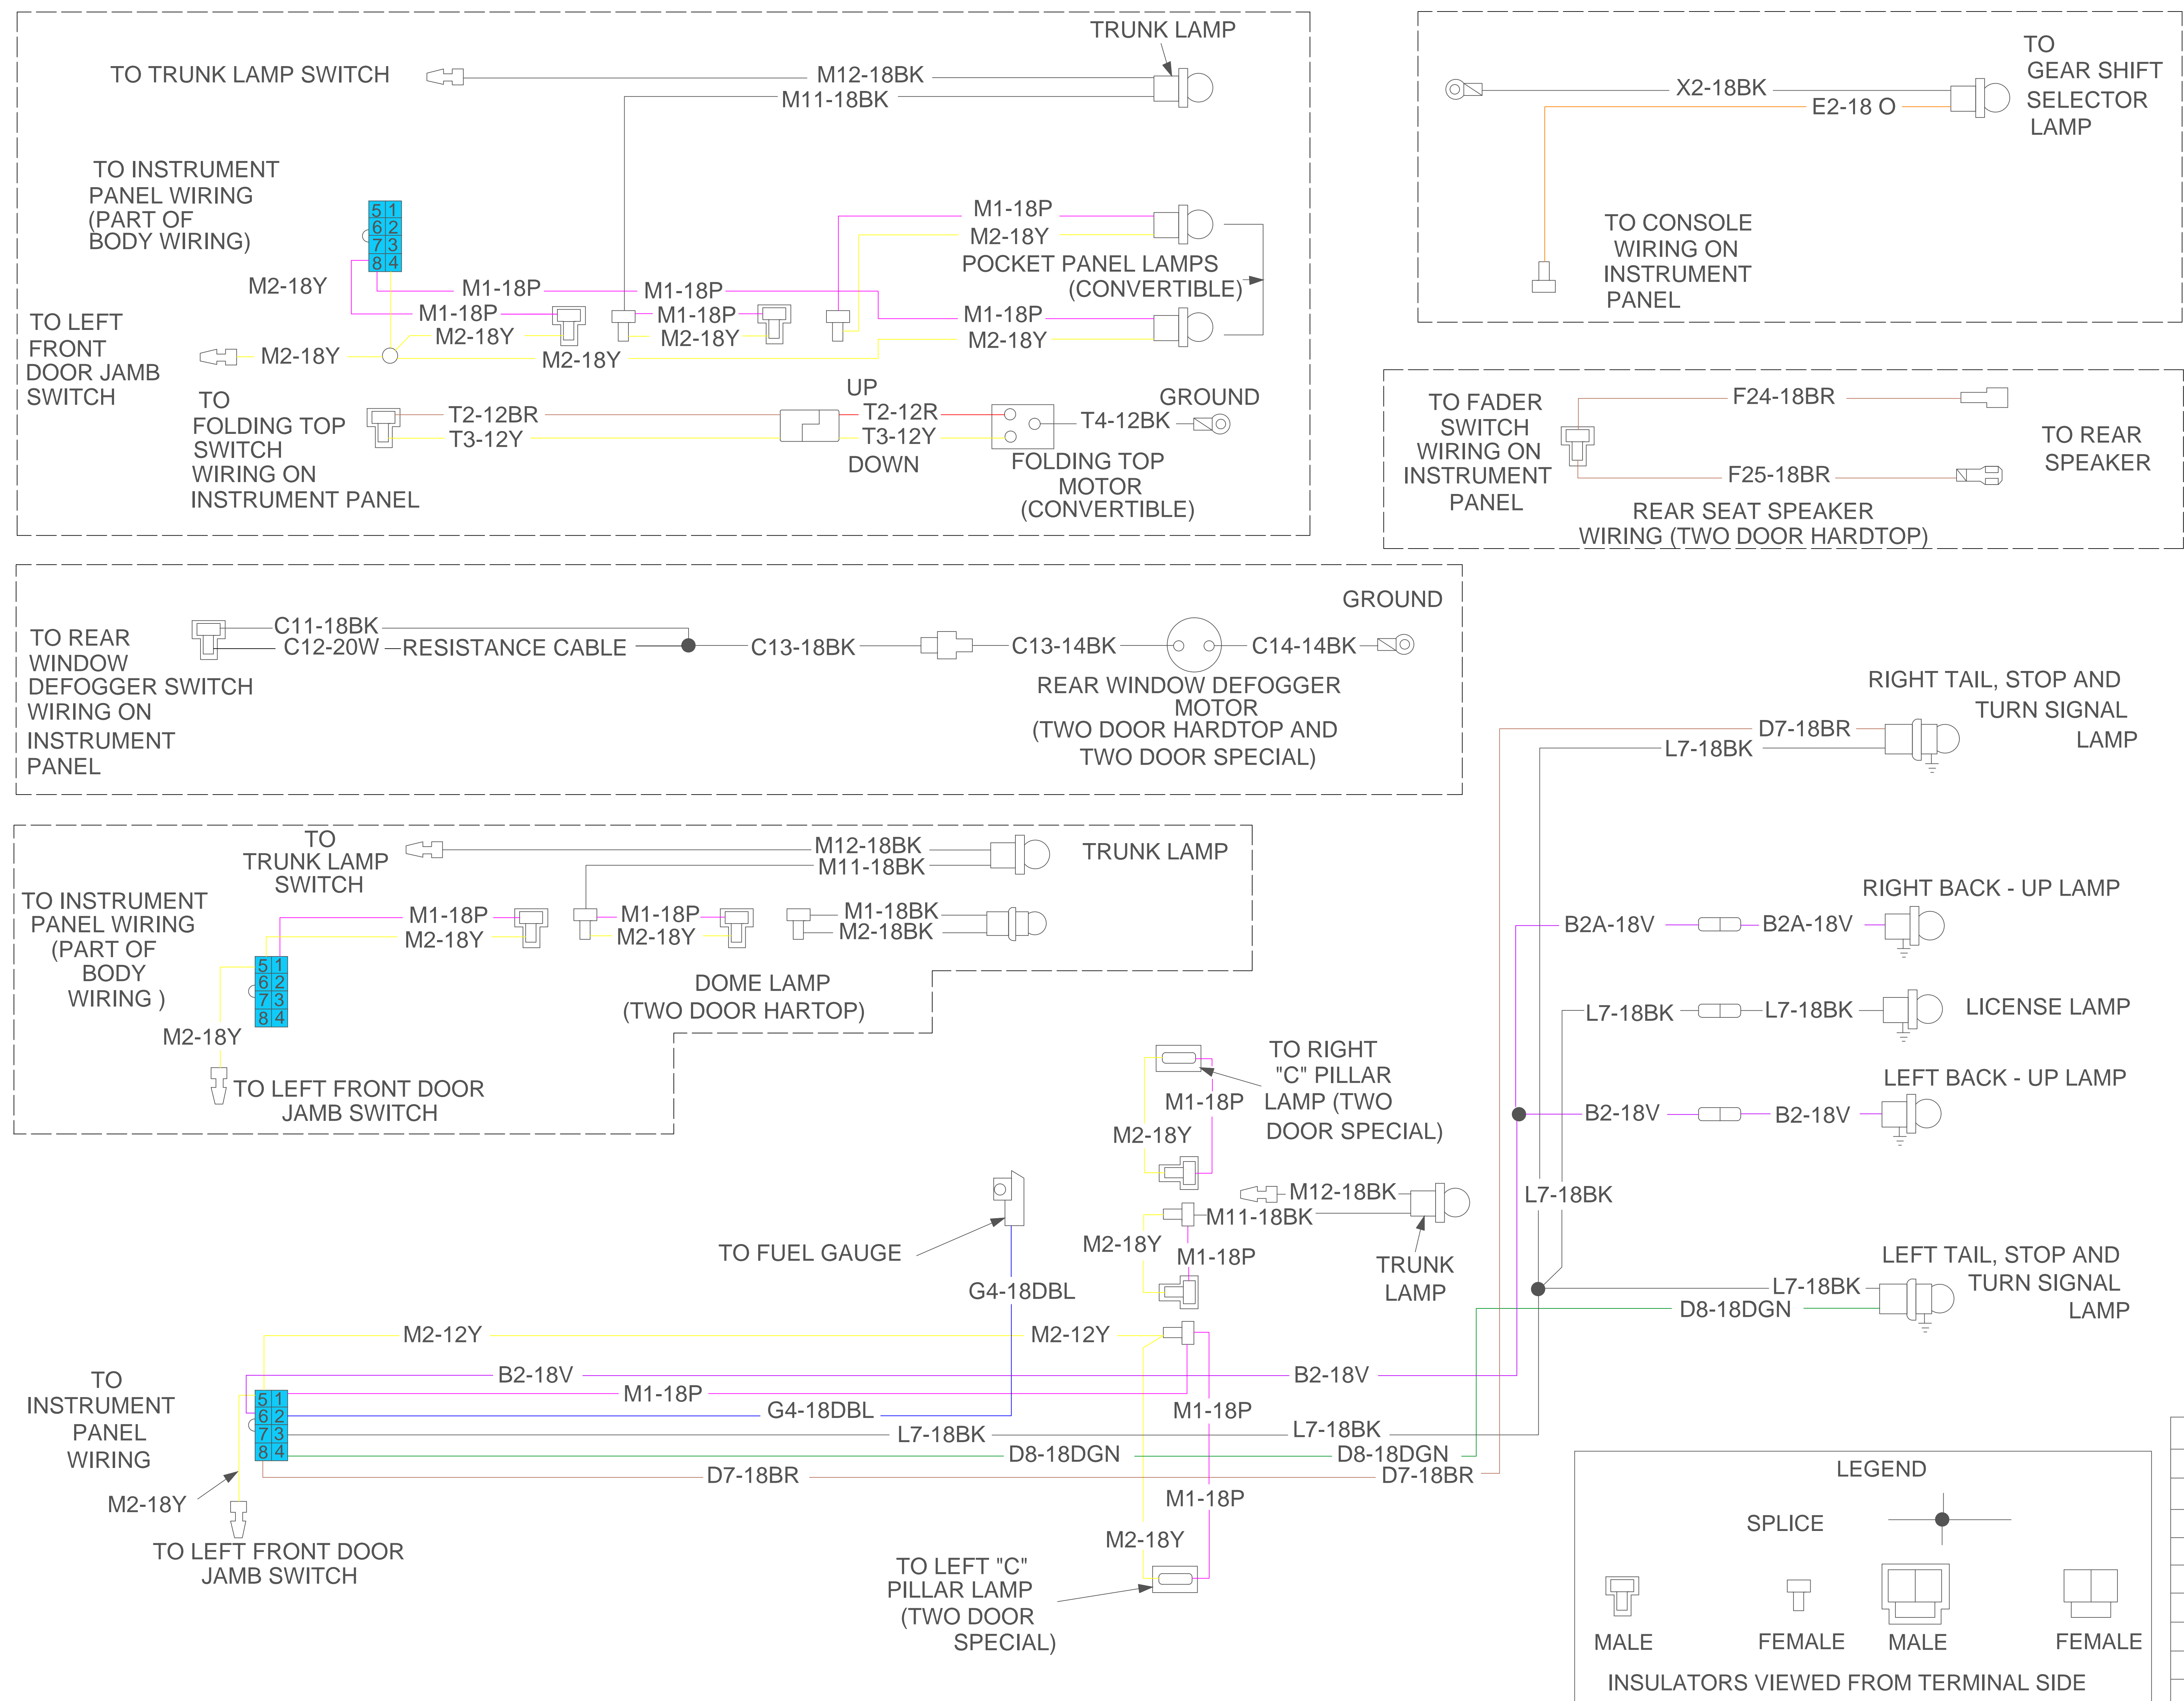 TRUNK LAMP
TO TRUNK LAMP SWITCH
M12-18BK
M11-18BK
TO INSTRUMENT
PANEL WIRING
(PART OF
BODY WIRING)
5 1
6 2
7 3
8 4
M1-18P
M2-18Y
POCKET PANEL LAMPS
(CONVERTIBLE)
M2-18Y
M1-18P
M1-18P
M1-18P
M1-18P
M1-18P
M2-18Y
M2-18Y
M2-18Y
TO LEFT
FRONT
DOOR JAMB
SWITCH
M2-18Y
M2-18Y
TO
FOLDING TOP
SWITCH
WIRING ON
INSTRUMENT PANEL
T2-12BR
T3-12Y
UP
T2-12R
T3-12Y
DOWN
GROUND
T4-12BK
FOLDING TOP
MOTOR
(CONVERTIBLE)
X2-18BK
E2-18 O
TO
GEAR SHIFT
SELECTOR
LAMP
TO CONSOLE
WIRING ON
INSTRUMENT
PANEL
TO FADER
SWITCH
WIRING ON
INSTRUMENT
PANEL
F24-18BR
F25-18BR
TO REAR
SPEAKER
REAR SEAT SPEAKER
WIRING (TWO DOOR HARDTOP)
TO REAR
WINDOW
DEFOGGER SWITCH
WIRING ON
INSTRUMENT
PANEL
C11-18BK
C12-20W
RESISTANCE CABLE
C13-18BK
C13-14BK
C14-14BK
GROUND
REAR WINDOW DEFOGGER
MOTOR
(TWO DOOR HARDTOP AND
TWO DOOR SPECIAL)
TO
TRUNK LAMP
SWITCH
M12-18BK
M11-18BK
TRUNK LAMP
TO INSTRUMENT
PANEL WIRING
(PART OF
BODY
WIRING )
M1-18P
M2-18Y
M1-18P
M2-18Y
M1-18BK
M2-18BK
5 1
6 2
7 3
8 4
M2-18Y
DOME LAMP
(TWO DOOR HARTOP)
TO LEFT FRONT DOOR
JAMB SWITCH
RIGHT TAIL, STOP AND
TURN SIGNAL
LAMP
D7-18BR
L7-18BK
RIGHT BACK - UP LAMP
B2A-18V
B2A-18V
L7-18BK
L7-18BK
LICENSE LAMP
LEFT BACK - UP LAMP
B2-18V
B2-18V
L7-18BK
LEFT TAIL, STOP AND
TURN SIGNAL
LAMP
L7-18BK
D8-18DGN
TO RIGHT
"C" PILLAR
LAMP (TWO
DOOR SPECIAL)
M1-18P
M2-18Y
M12-18BK
M11-18BK
M2-18Y
M1-18P
TRUNK
LAMP
TO FUEL GAUGE
G4-18DBL
M2-12Y
M2-12Y
TO
INSTRUMENT
PANEL
WIRING
5 1
6 2
7 3
8 4
B2-18V
B2-18V
M1-18P
G4-18DBL
M1-18P
L7-18BK
L7-18BK
D8-18DGN
D8-18DGN
D7-18BR
D7-18BR
M2-18Y
M1-18P
M2-18Y
TO LEFT FRONT DOOR
JAMB SWITCH
TO LEFT "C"
PILLAR LAMP
(TWO DOOR
SPECIAL)
LEGEND
SPLICE
MALE
FEMALE
MALE
FEMALE
INSULATORS VIEWED FROM TERMINAL SIDE